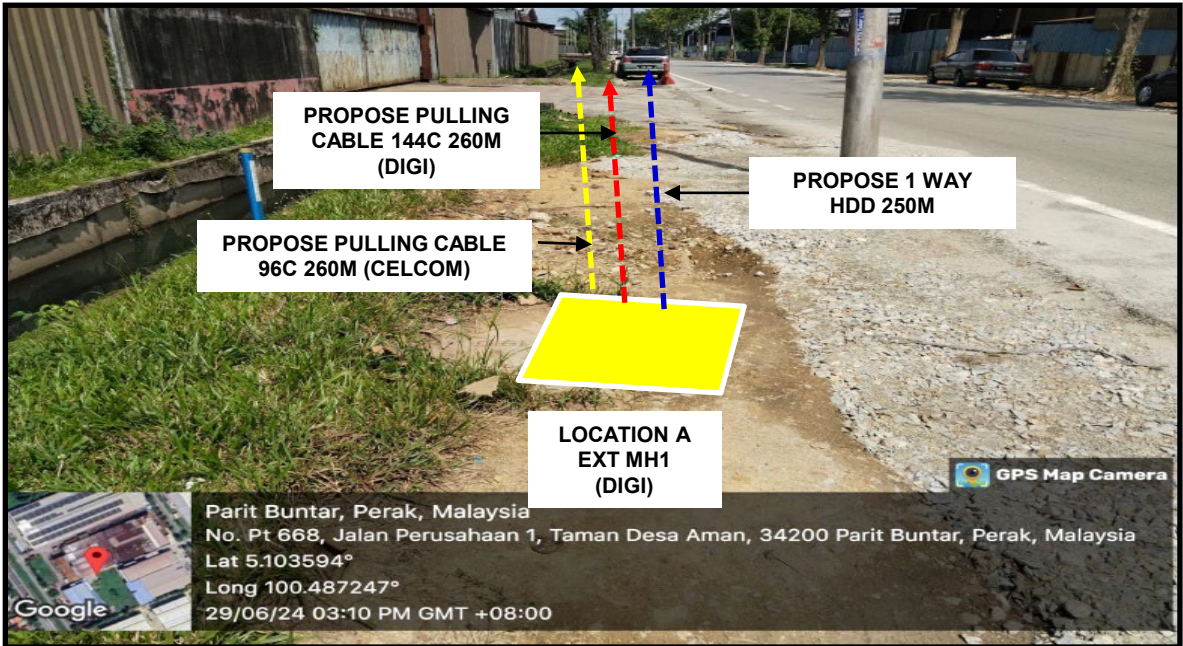 PROPOSE PULLING
CABLE 144C 260M
(DIGI)
PROPOSE 1 WAY
HDD 250M
PROPOSE PULLING CABLE
96C 260M (CELCOM)
LOCATION A
EXT MH1
(DIGI)
GPS Map Camera
Parit Buntar, Perak, Malaysia
No. Pt 668, Jalan Perusahaan 1, Taman Desa Aman, 34200 Parit Buntar, Perak, Malaysia
Lat 5.103594°
Long 100.487247°
29/06/24 03:10 PM GMT +08:00
Google